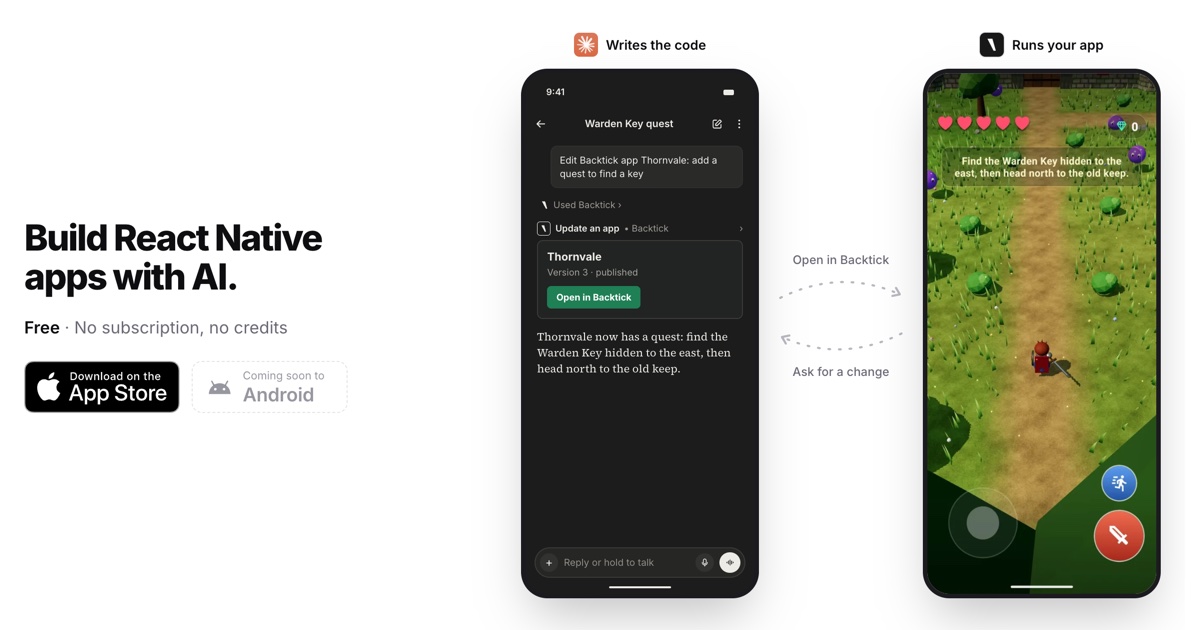 Build React Native
apps with AI.
Free · No subscription, no credits
Download on the
App Store
Coming soon to
Android
Writes the code
9:41
Warden Key quest
Edit Backtick app Thornvale: add a
quest to find a key
Used Backtick ›
Update an app • Backtick ›
Thornvale
Version 3 · published
Open in Backtick
Thornvale now has a quest: find the
Warden Key hidden to the east, then
head north to the old keep.
Reply or hold to talk
Open in Backtick
Ask for a change
Runs your app
0
Find the Warden Key hidden to the
east, then head north to the old keep.